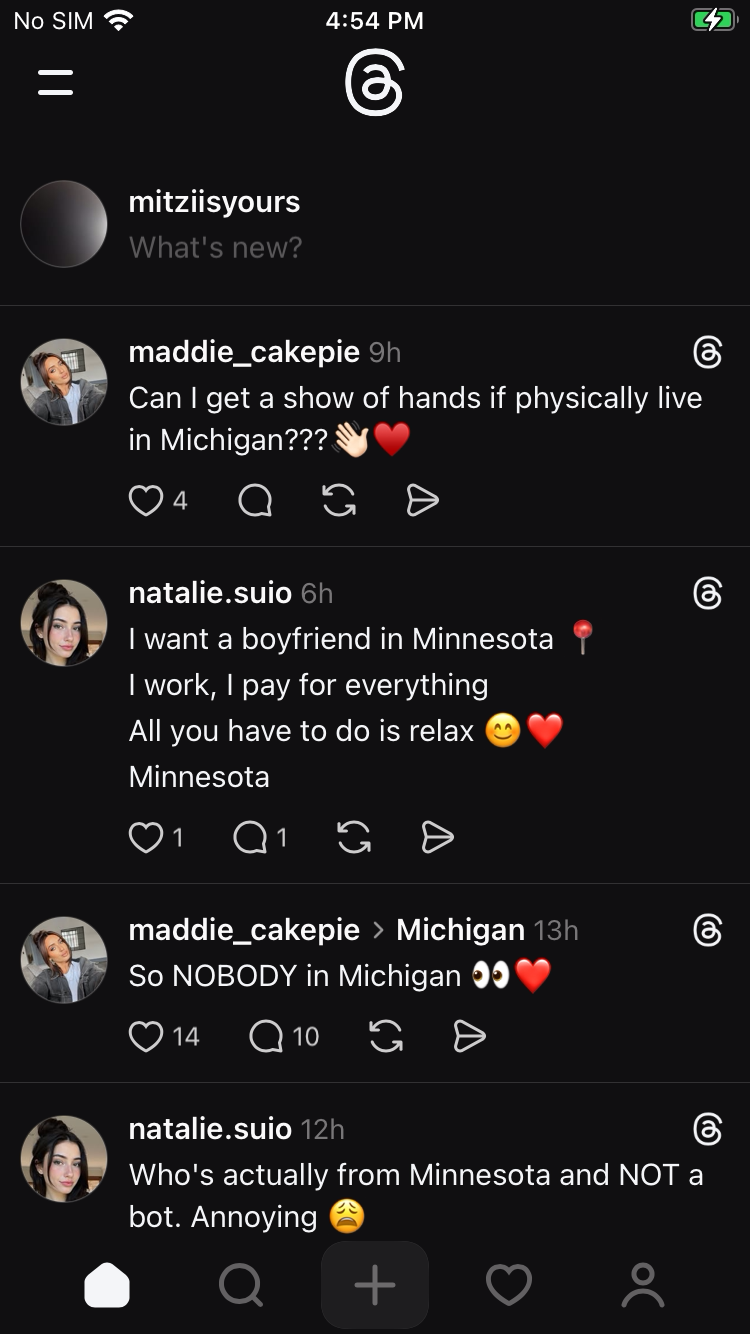 No SIM 4:54 PM
mitziisyours
What's new?
maddie_cakepie 9h
Can I get a show of hands if physically live
in Michigan???👋🏻♥️
4
natalie.suio 6h
I want a boyfriend in Minnesota 📍
I work, I pay for everything
All you have to do is relax 😊❤️
Minnesota
1 1
maddie_cakepie > Michigan 13h
So NOBODY in Michigan 👀❤️
14 10
natalie.suio 12h
Who's actually from Minnesota and NOT a
bot. Annoying 😩